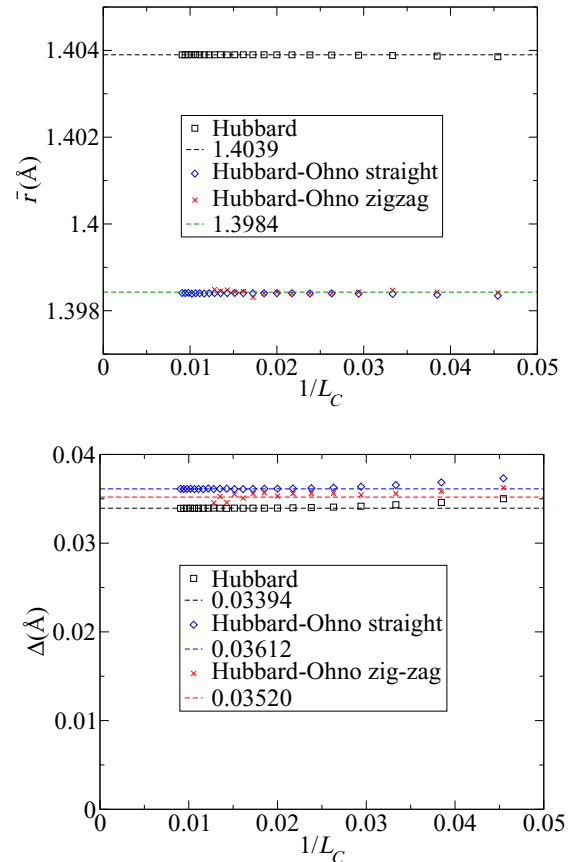 1.404
1.402
1.4
1.398
r̄(Å)
Hubbard
1.4039
Hubbard-Ohno straight
Hubbard-Ohno zigzag
1.3984
0 0.01 0.02 0.03 0.04 0.05
1/L_C
0.04
0.03
0.02
0.01
0
Δ(Å)
Hubbard
0.03394
Hubbard-Ohno straight
0.03612
Hubbard-Ohno zig-zag
0.03520
0 0.01 0.02 0.03 0.04 0.05
1/L_C